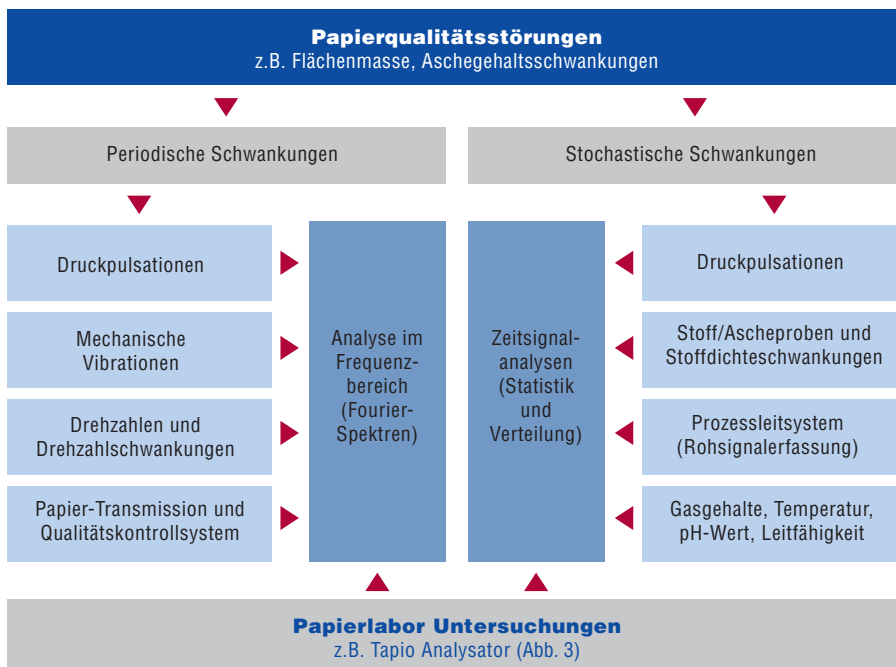 Papierqualitätsstörungen
z.B. Flächenmasse, Aschegehaltsschwankungen
Periodische Schwankungen
Stochastische Schwankungen
Druckpulsationen
Mechanische
Vibrationen
Drehzahlen und
Drehzahlschwankungen
Papier-Transmission und
Qualitätskontrollsystem
Analyse im
Frequenz-
bereich
(Fourier-
Spektren)
Zeitsignal-
analysen
(Statistik
und
Verteilung)
Druckpulsationen
Stoff/Ascheproben und
Stoffdichteschwankungen
Prozessleitsystem
(Rohsignalerfassung)
Gasgehalte, Temperatur,
pH-Wert, Leitfähigkeit
Papierlabor Untersuchungen
z.B. Tapio Analysator (Abb. 3)